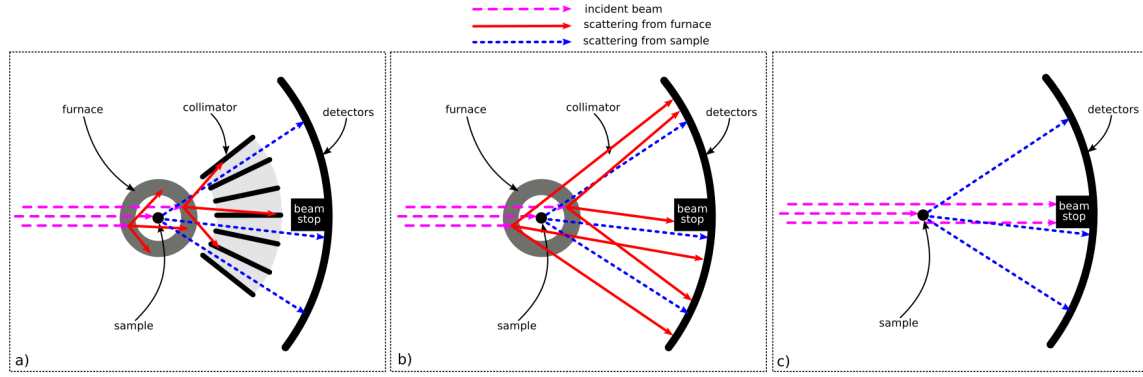 incident beam
scattering from furnace
scattering from sample
furnace
collimator
detectors
beam
stop
sample
a)
furnace
collimator
detectors
beam
stop
sample
b)
detectors
beam
stop
sample
c)